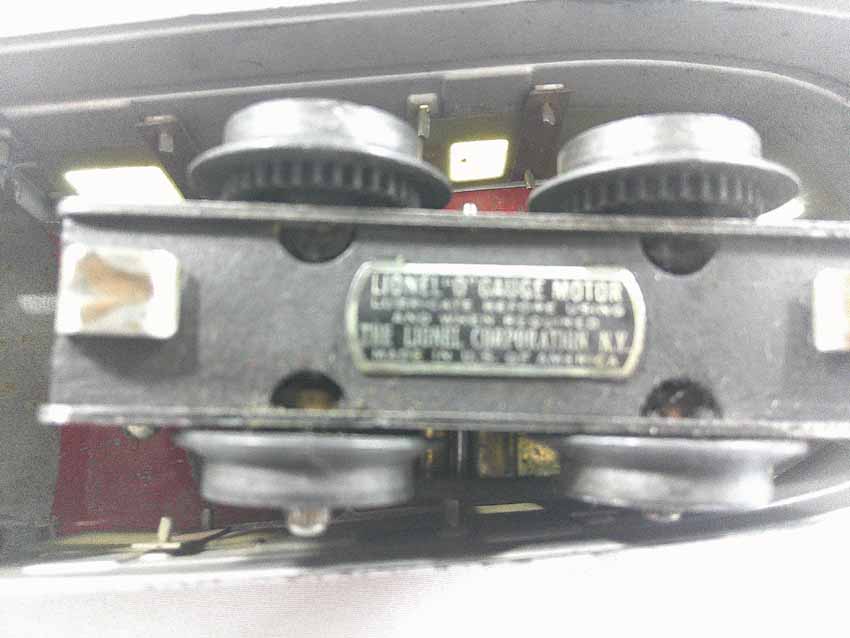 LIONEL "O" GAUGE MOTOR
LUBRICATE BEFORE USING
AND WHEN REQUIRED
THE LIONEL CORPORATION N.Y.
MADE IN U.S. OF AMERICA